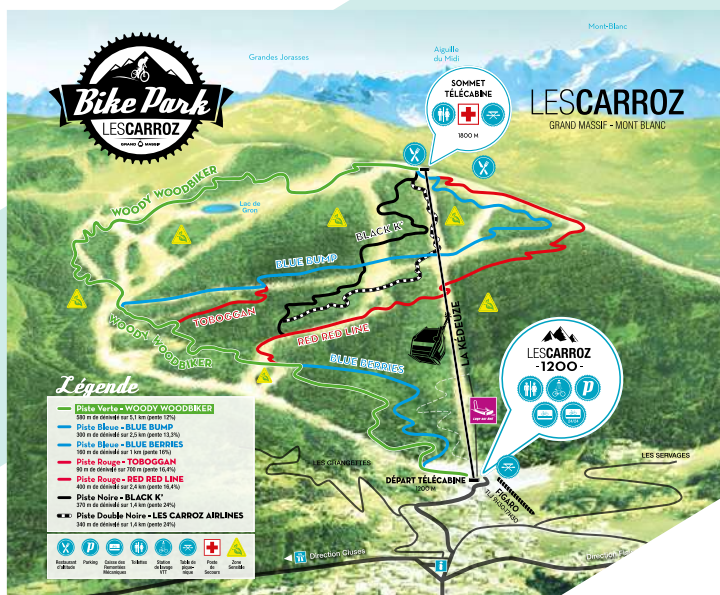 Mont-Blanc
Grandes Jorasses
Aiguille
du Midi
Bike Park
LESCARROZ
GRAND MASSIF
SOMMET
TÉLÉCABINE
1800 M
LESCARROZ
GRAND MASSIF - MONT BLANC
WOODY WOODBIKER
Lac de
Gron
BLACK K'
BLUE BUMP
TOBOGGAN
RED RED LINE
WOODY WOODBIKER
BLUE BERRIES
LA KÉDEUZE
LESCARROZ
-1200-
P
24/24
Légende
Piste Verte - WOODY WOODBIKER
580 m de dénivelé sur 5,1 km (pente 12%)
Piste Bleue - BLUE BUMP
300 m de dénivelé sur 2,5 km (pente 13,3%)
Piste Bleue - BLUE BERRIES
160 m de dénivelé sur 1 km (pente 16%)
Piste Rouge - TOBOGGAN
90 m de dénivelé sur 700 m (pente 16,4%)
Piste Rouge - RED RED LINE
400 m de dénivelé sur 2,4 km (pente 16,4%)
Piste Noire - BLACK K'
370 m de dénivelé sur 1,4 km (pente 24%)
Piste Double Noire - LES CARROZ AIRLINES
340 m de dénivelé sur 1,4 km (pente 24%)
P
Restaurant
d'altitude
Parking
Caisse des
Remontées
Mécaniques
Toilettes
Station
de lavage
VTT
Table de
pique-
nique
Poste
de
Secours
Zone
Sensible
LES GRANGETTES
LES SERVAGES
DÉPART TÉLÉCABINE
1200 M
FIGARO
Direction Cluses
i